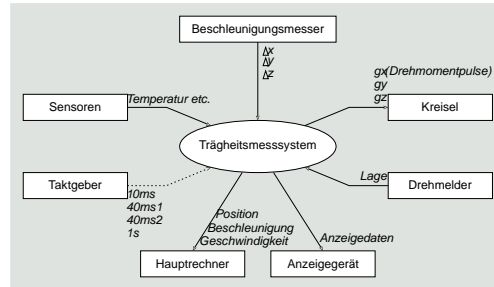 Beschleunigungsmesser
Δx
Δy
Δz
gx(Drehmomentpulse)
gy
gz
Sensoren
Temperatur etc.
Kreisel
Trägheitsmesssystem
Taktgeber
10ms
40ms1
40ms2
1s
Lage
Drehmelder
Position
Beschleunigung
Geschwindigkeit
Anzeigedaten
Hauptrechner
Anzeigegerät